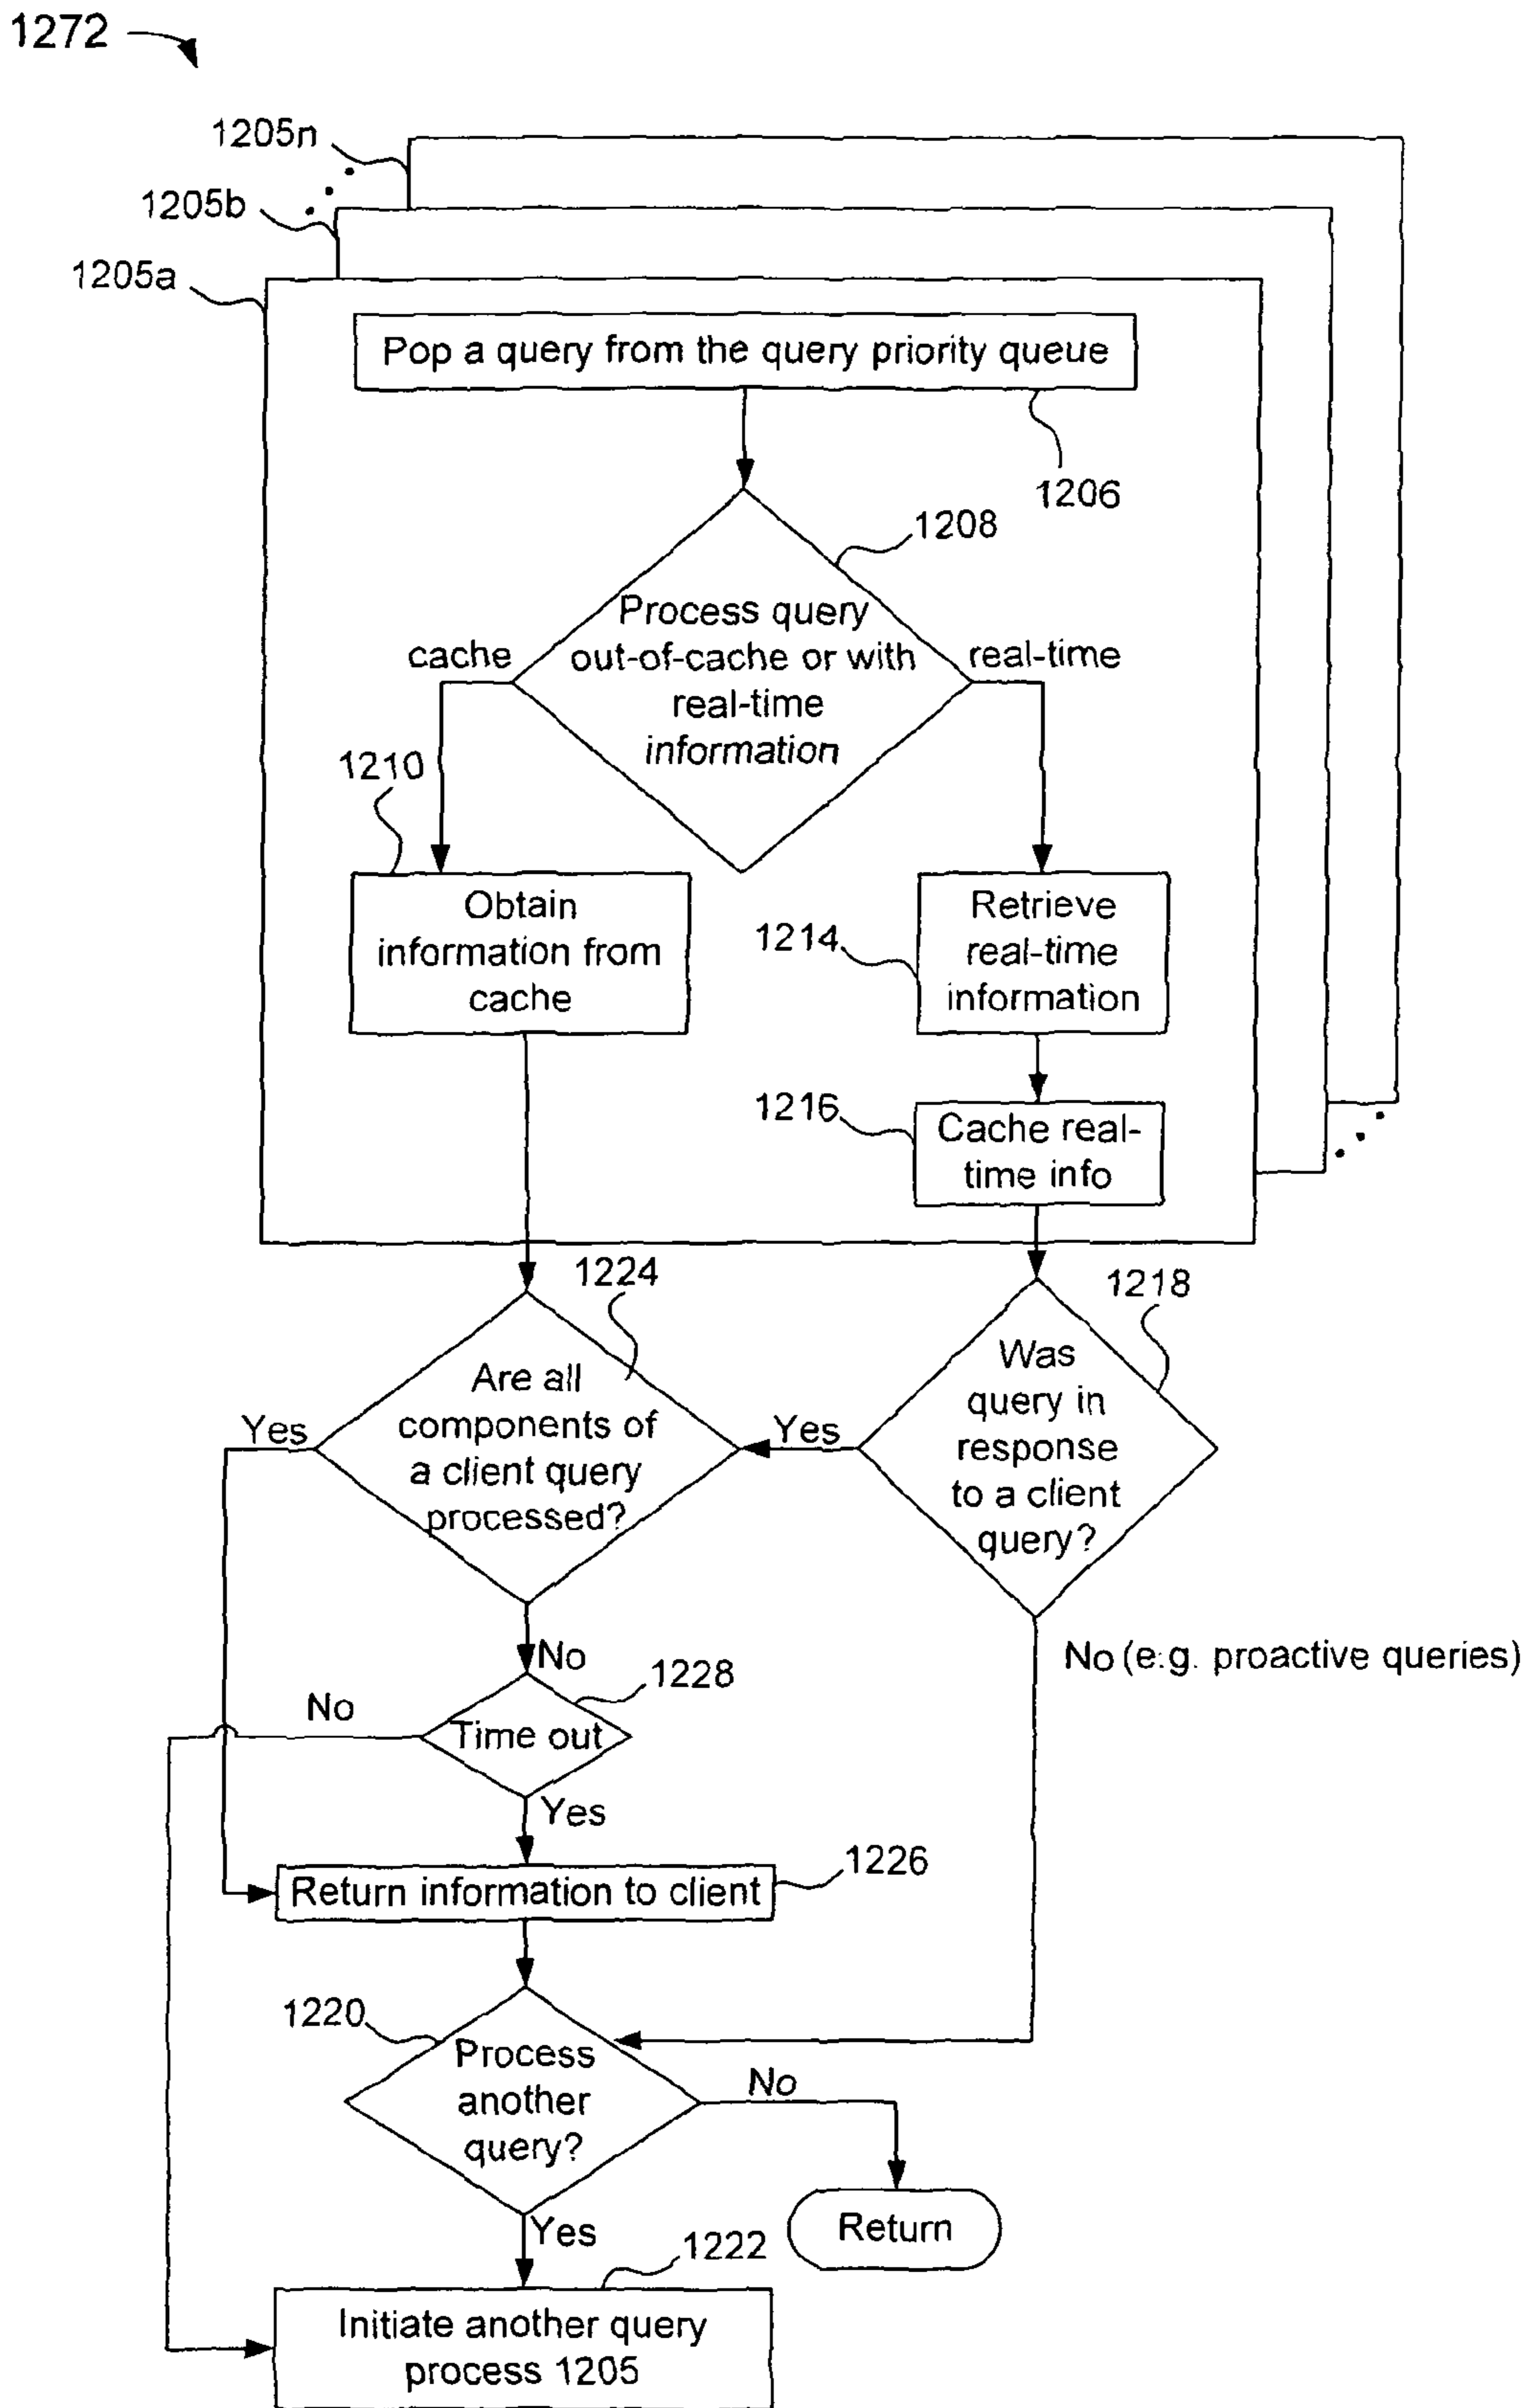 1272
1205n
1205b
1205a
Pop a query from the query priority queue
1206
1208
Process query
out-of-cache or with
real-time
information
cache
real-time
1210
Obtain
information from
cache
1214
Retrieve
real-time
information
1216
Cache real-
time info
1224
1218
Are all
components of
a client query
processed?
Yes
Yes
Was
query in
response
to a client
query?
No
No (e.g. proactive queries)
1228
No
Time out
Yes
1226
Return information to client
1220
Process
another
query?
No
Return
Yes
1222
Initiate another query
process 1205